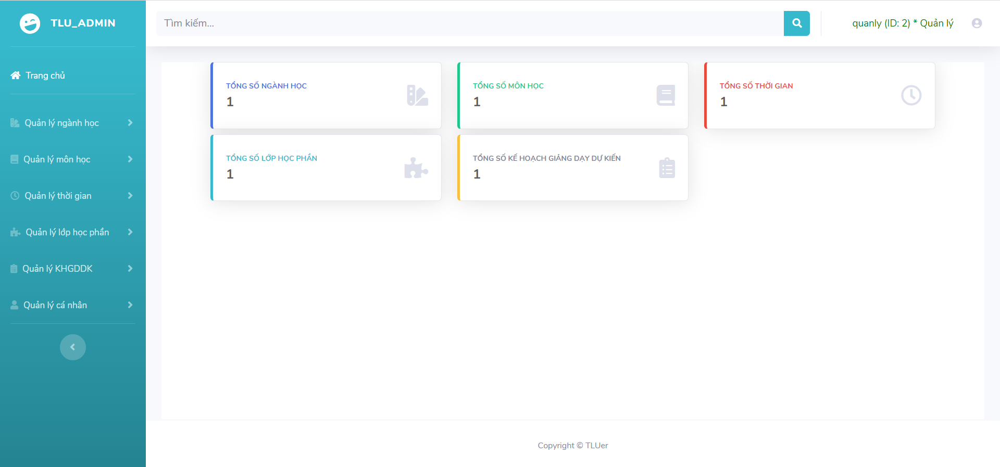 TLU_ADMIN
Tìm kiếm...
quanly (ID: 2) * Quản lý
Trang chủ
Quản lý ngành học
Quản lý môn học
Quản lý thời gian
Quản lý lớp học phần
Quản lý KHGDDK
Quản lý cá nhân
TỔNG SỐ NGÀNH HỌC
1
TỔNG SỐ MÔN HỌC
1
TỔNG SỐ THỜI GIAN
1
TỔNG SỐ LỚP HỌC PHẦN
1
TỔNG SỐ KẾ HOẠCH GIẢNG DẠY DỰ KIẾN
1
Copyright © TLUer